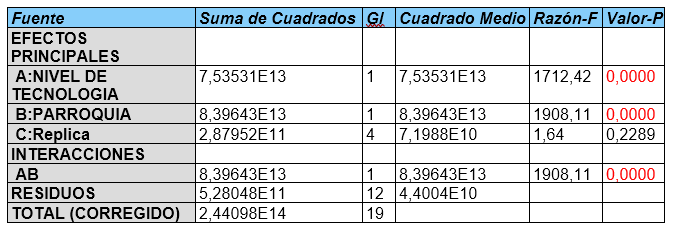 Fuente Suma de Cuadrados Gl Cuadrado Medio Razón-F Valor-P
EFECTOS
PRINCIPALES
A:NIVEL DE 7,53531E13 1 7,53531E13 1712,42 0,0000
TECNOLOGIA
B:PARROQUIA 8,39643E13 1 8,39643E13 1908,11 0,0000
C:Replica 2,87952E11 4 7,1988E10 1,64 0,2289
INTERACCIONES
AB 8,39643E13 1 8,39643E13 1908,11 0,0000
RESIDUOS 5,28048E11 12 4,4004E10
TOTAL (CORREGIDO) 2,44098E14 19